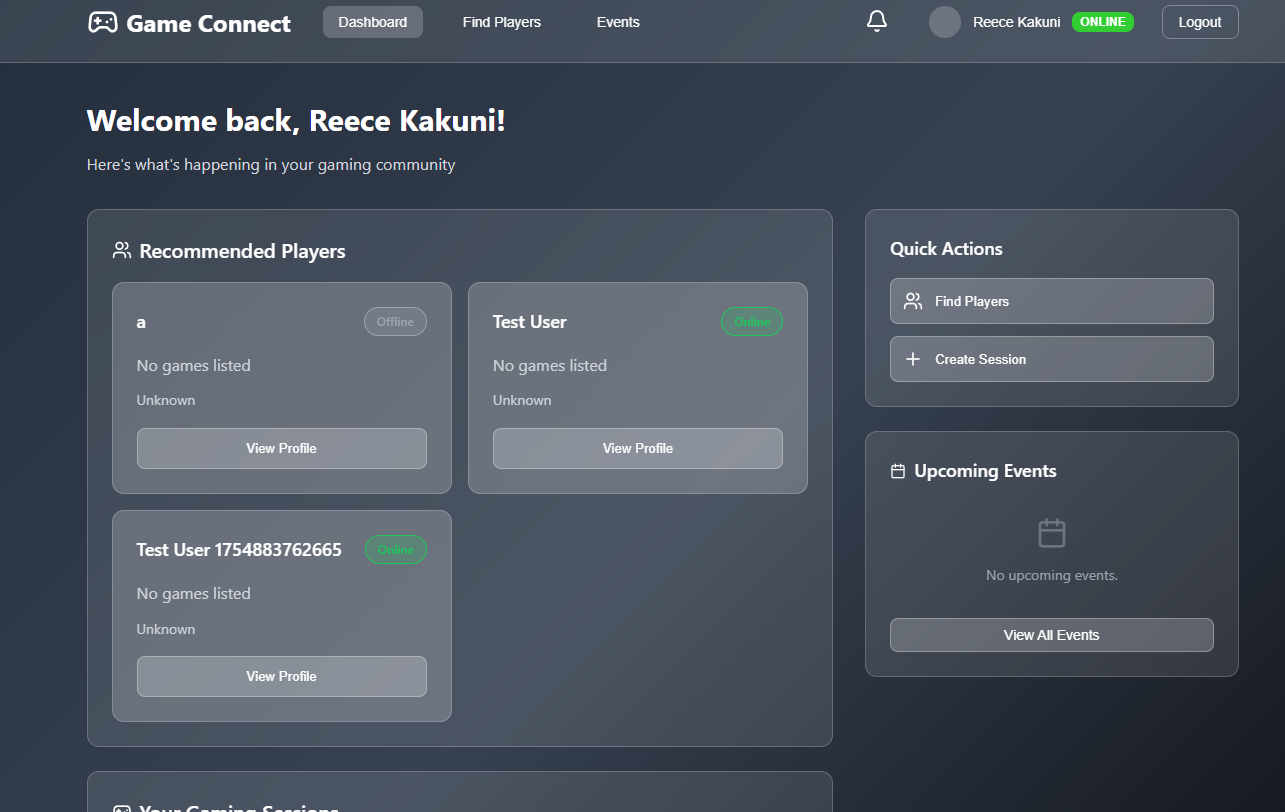 Game Connect
Dashboard
Find Players
Events
Reece Kakuni
ONLINE
Logout
Welcome back, Reece Kakuni!
Here's what's happening in your gaming community
Recommended Players
a
Offline
No games listed
Unknown
View Profile
Test User
Online
No games listed
Unknown
View Profile
Test User 1754883762665
Online
No games listed
Unknown
View Profile
Quick Actions
Find Players
Create Session
Upcoming Events
No upcoming events.
View All Events
Your Gaming Sessions